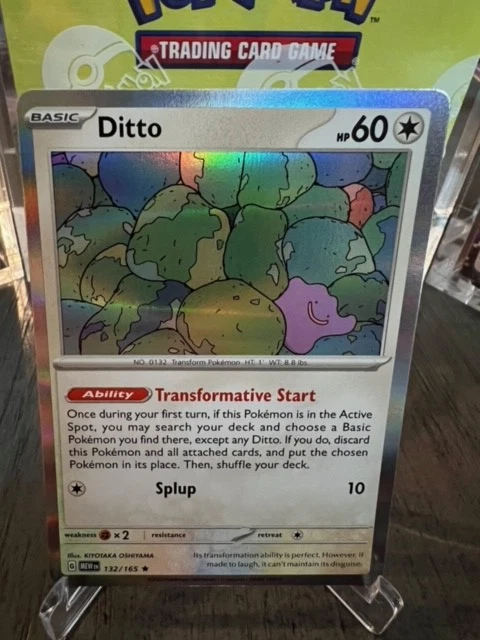 TRADING CARD GAME
BASIC
Ditto
HP 60
NO. 0132 Transform Pokémon HT: 1' WT: 8.8 lbs.
Ability Transformative Start
Once during your first turn, if this Pokémon is in the Active
Spot, you may search your deck and choose a Basic
Pokémon you find there, except any Ditto. If you do, discard
this Pokémon and all attached cards, and put the chosen
Pokémon in its place. Then, shuffle your deck.
Splup 10
weakness ×2 resistance retreat
Illus. KIYOTAKA OSHIYAMA
Its transformation ability is perfect. However, if
G MEW EN 132/165 ★
made to laugh, it can't maintain its disguise.